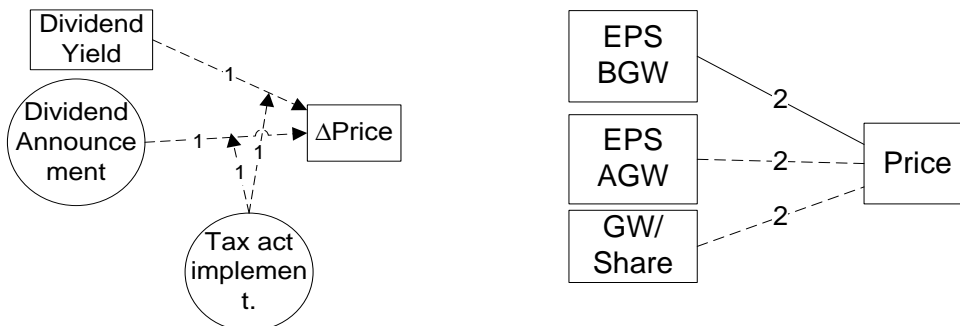 Dividend
Yield
1
Dividend
Announce
ment
1
∆Price
1
1
Tax act
implemen
t.
EPS
BGW
2
EPS
AGW
2
Price
GW/
Share
2